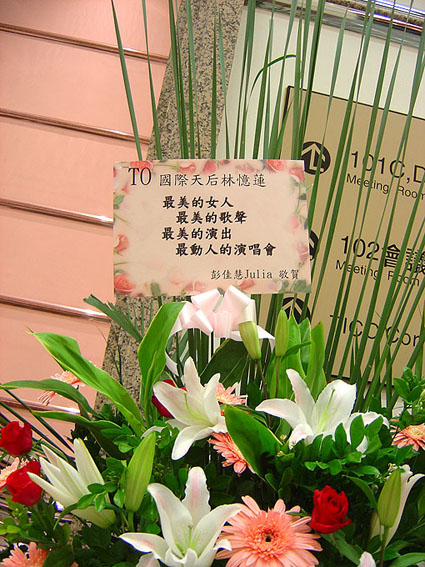 TO 國際天后林憶蓮
最美的女人
最美的歌聲
最美的演出
最動人的演唱會
彭佳慧Julia 敬賀
101C,D
Meeting Room
102會議
Meeting Room
TICC Con